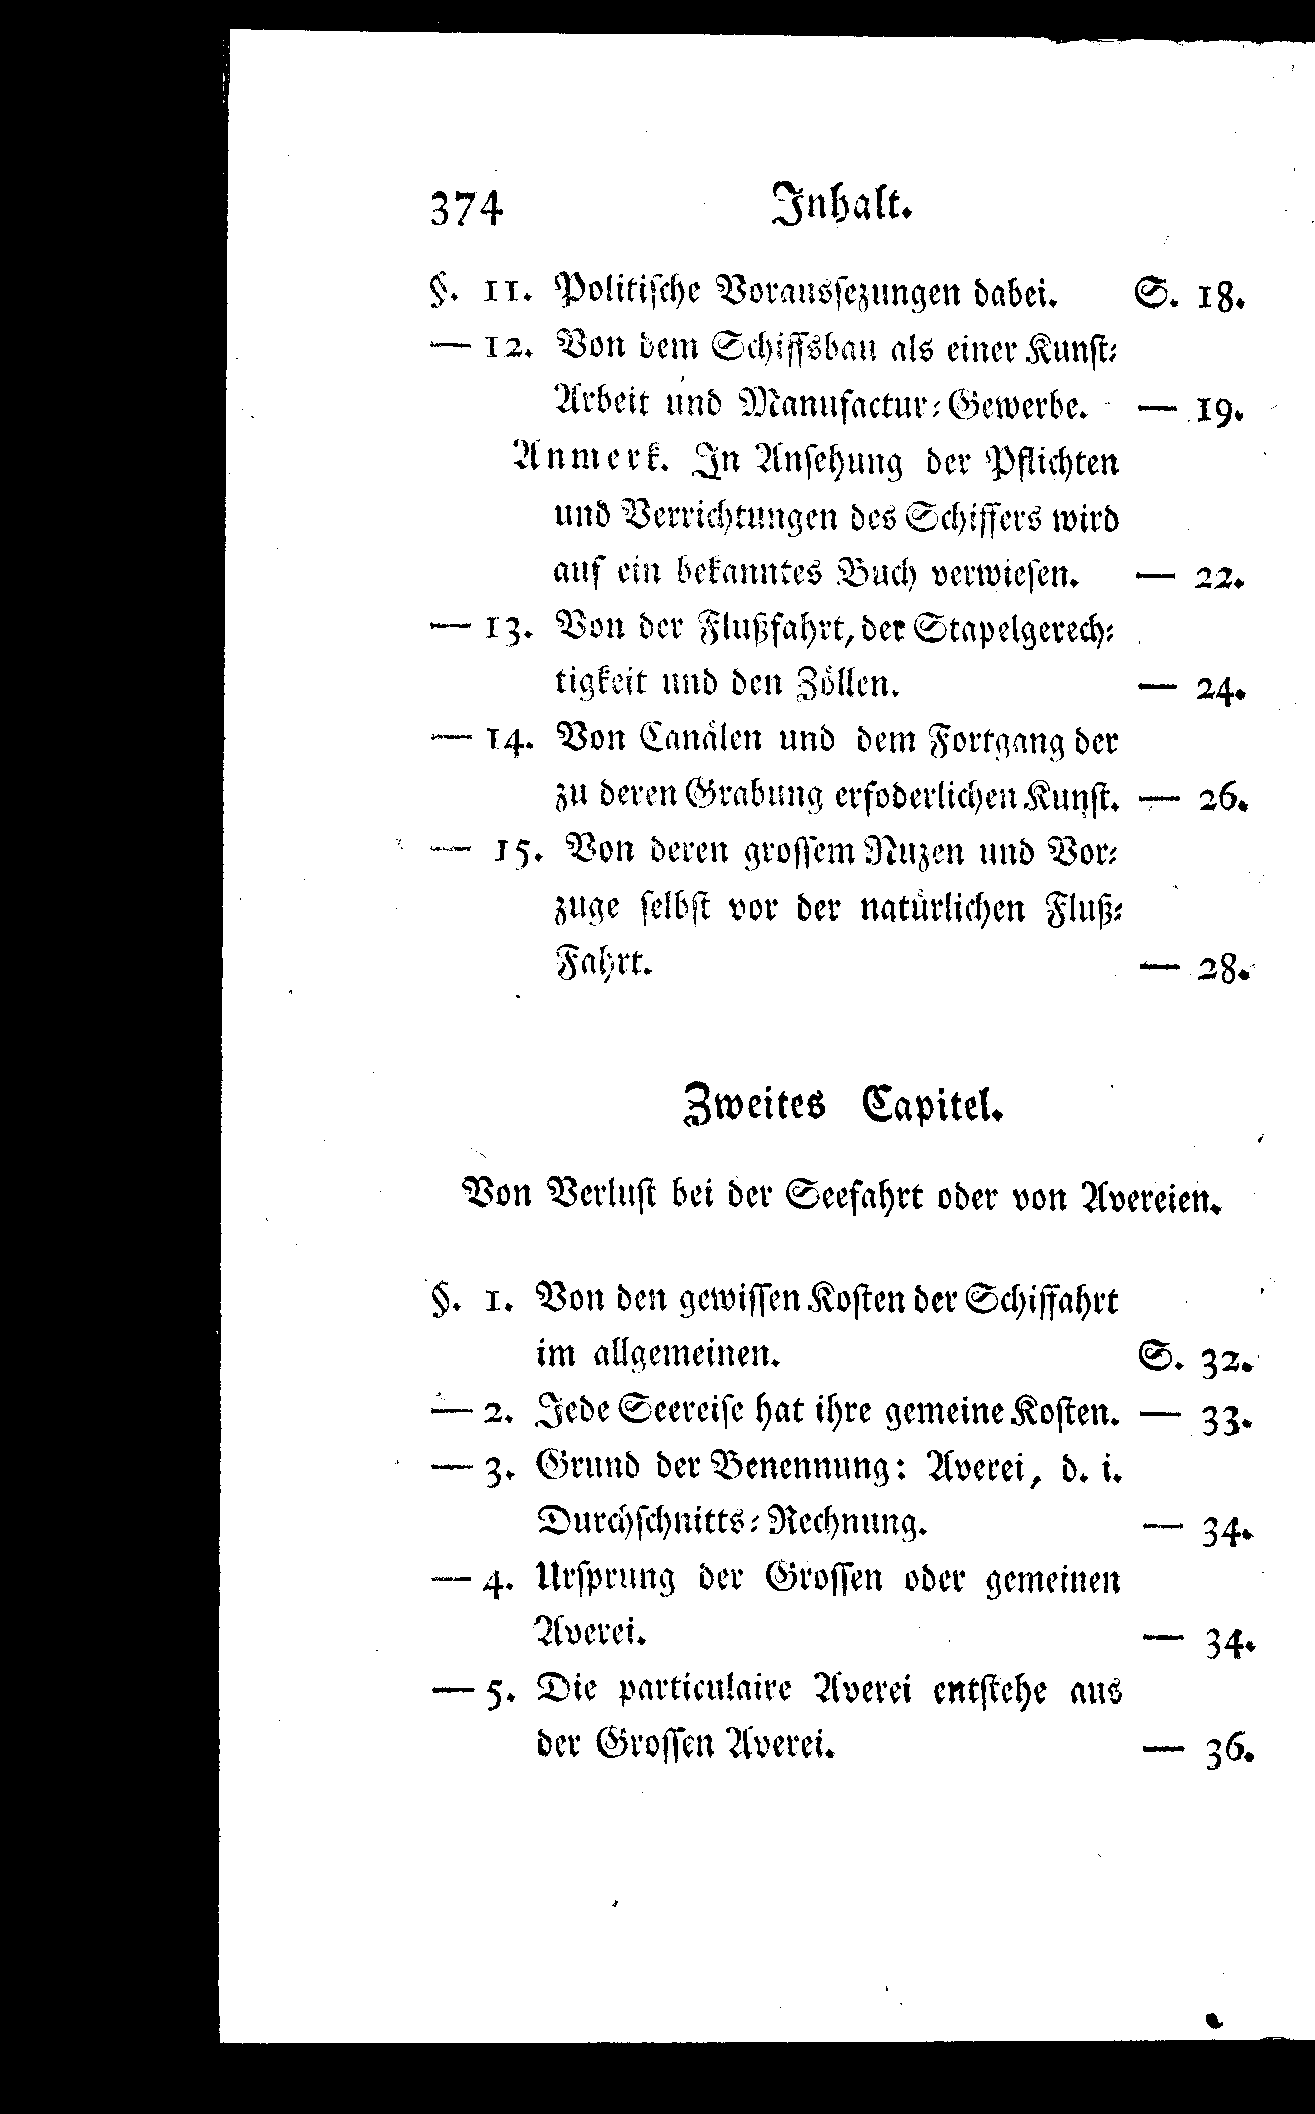 374 Inhalt.
§. 11. Politische Voraussezungen dabei. S. 18.
— 12. Von dem Schiffsbau als einer Kunst-
Arbeit und Manufactur-Gewerbe. — 19.
Anmerk. In Ansehung der Pflichten
und Verrichtungen des Schiffers wird
auf ein bekanntes Buch verwiesen. — 22.
— 13. Von der Flußfahrt, der Stapelgerech-
tigkeit und den Zöllen. — 24.
— 14. Von Canälen und dem Fortgang der
zu deren Grabung erfoderlichen Kunst. — 26.
— 15. Von deren grossem Nuzen und Vor-
zuge selbst vor der natürlichen Fluß-
Fahrt. — 28.
Zweites Capitel.
Von Verlust bei der Seefahrt oder von Avereien.
§. 1. Von den gewissen Kosten der Schiffahrt
im allgemeinen. S. 32.
— 2. Jede Seereise hat ihre gemeine Kosten. — 33.
— 3. Grund der Benennung: Averei, d. i.
Durchschnitts-Rechnung. — 34.
— 4. Ursprung der Grossen oder gemeinen
Averei. — 34.
— 5. Die particulaire Averei entstehe aus
der Grossen Averei. — 36.